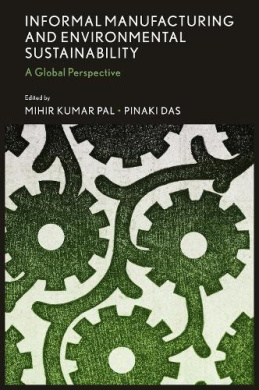 INFORMAL MANUFACTURING
AND ENVIRONMENTAL
SUSTAINABILITY
A Global Perspective
Edited by
MIHIR KUMAR PAL • PINAKI DAS